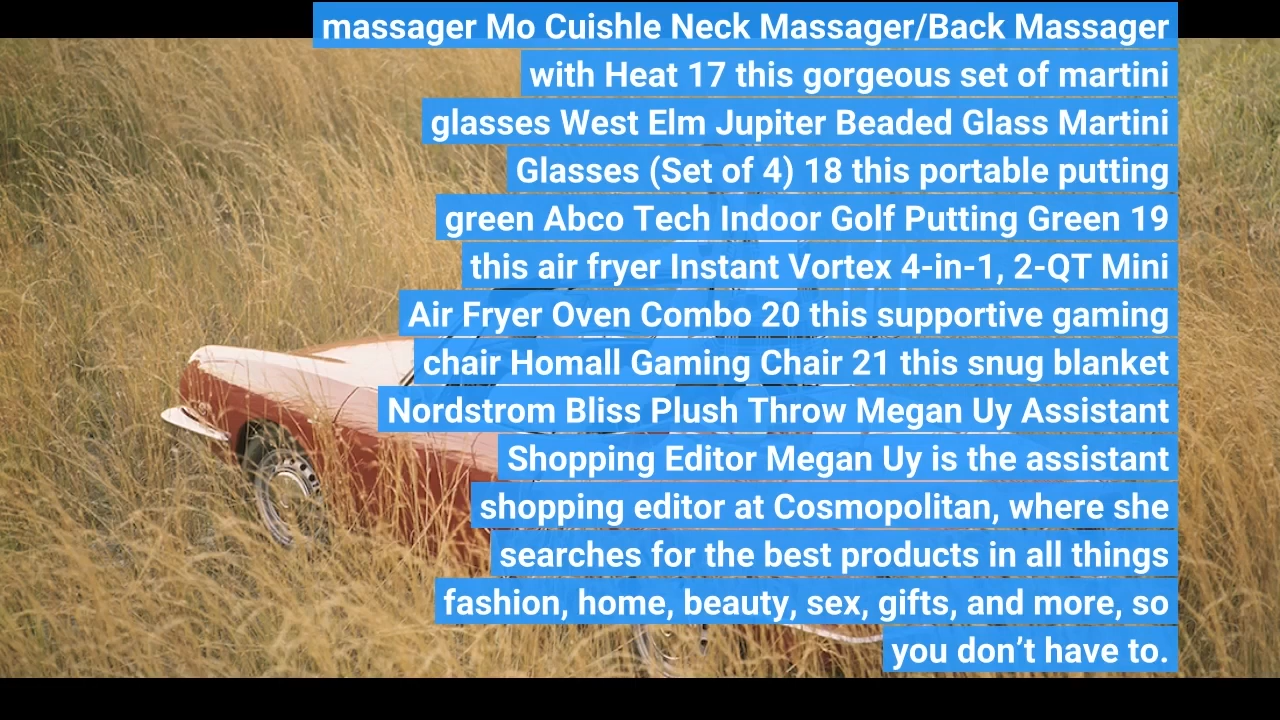 massager Mo Cuishle Neck Massager/Back Massager
with Heat 17 this gorgeous set of martini
glasses West Elm Jupiter Beaded Glass Martini
Glasses (Set of 4) 18 this portable putting
green Abco Tech Indoor Golf Putting Green 19
this air fryer Instant Vortex 4-in-1, 2-QT Mini
Air Fryer Oven Combo 20 this supportive gaming
chair Homall Gaming Chair 21 this snug blanket
Nordstrom Bliss Plush Throw Megan Uy Assistant
Shopping Editor Megan Uy is the assistant
shopping editor at Cosmopolitan, where she
searches for the best products in all things
fashion, home, beauty, sex, gifts, and more, so
you don’t have to.